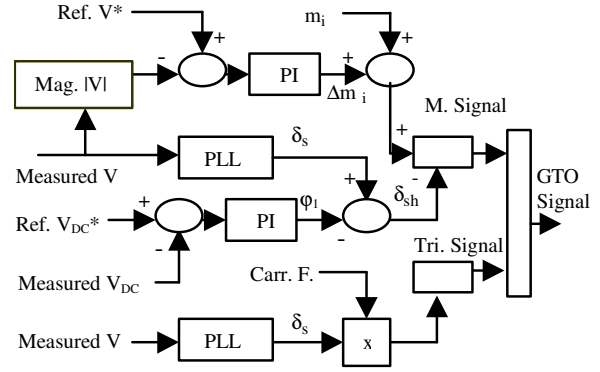 Ref. V*
m i
+
+
-
Mag. |V|
PI
+
Δm i
M. Signal
δs
+
PLL
Measured V
+
-
GTO
Signal
+
φ1
δsh
Ref. VDC*
PI
-
-
Tri. Signal
Measured VDC
Carr. F.
δs
Measured V
PLL
x